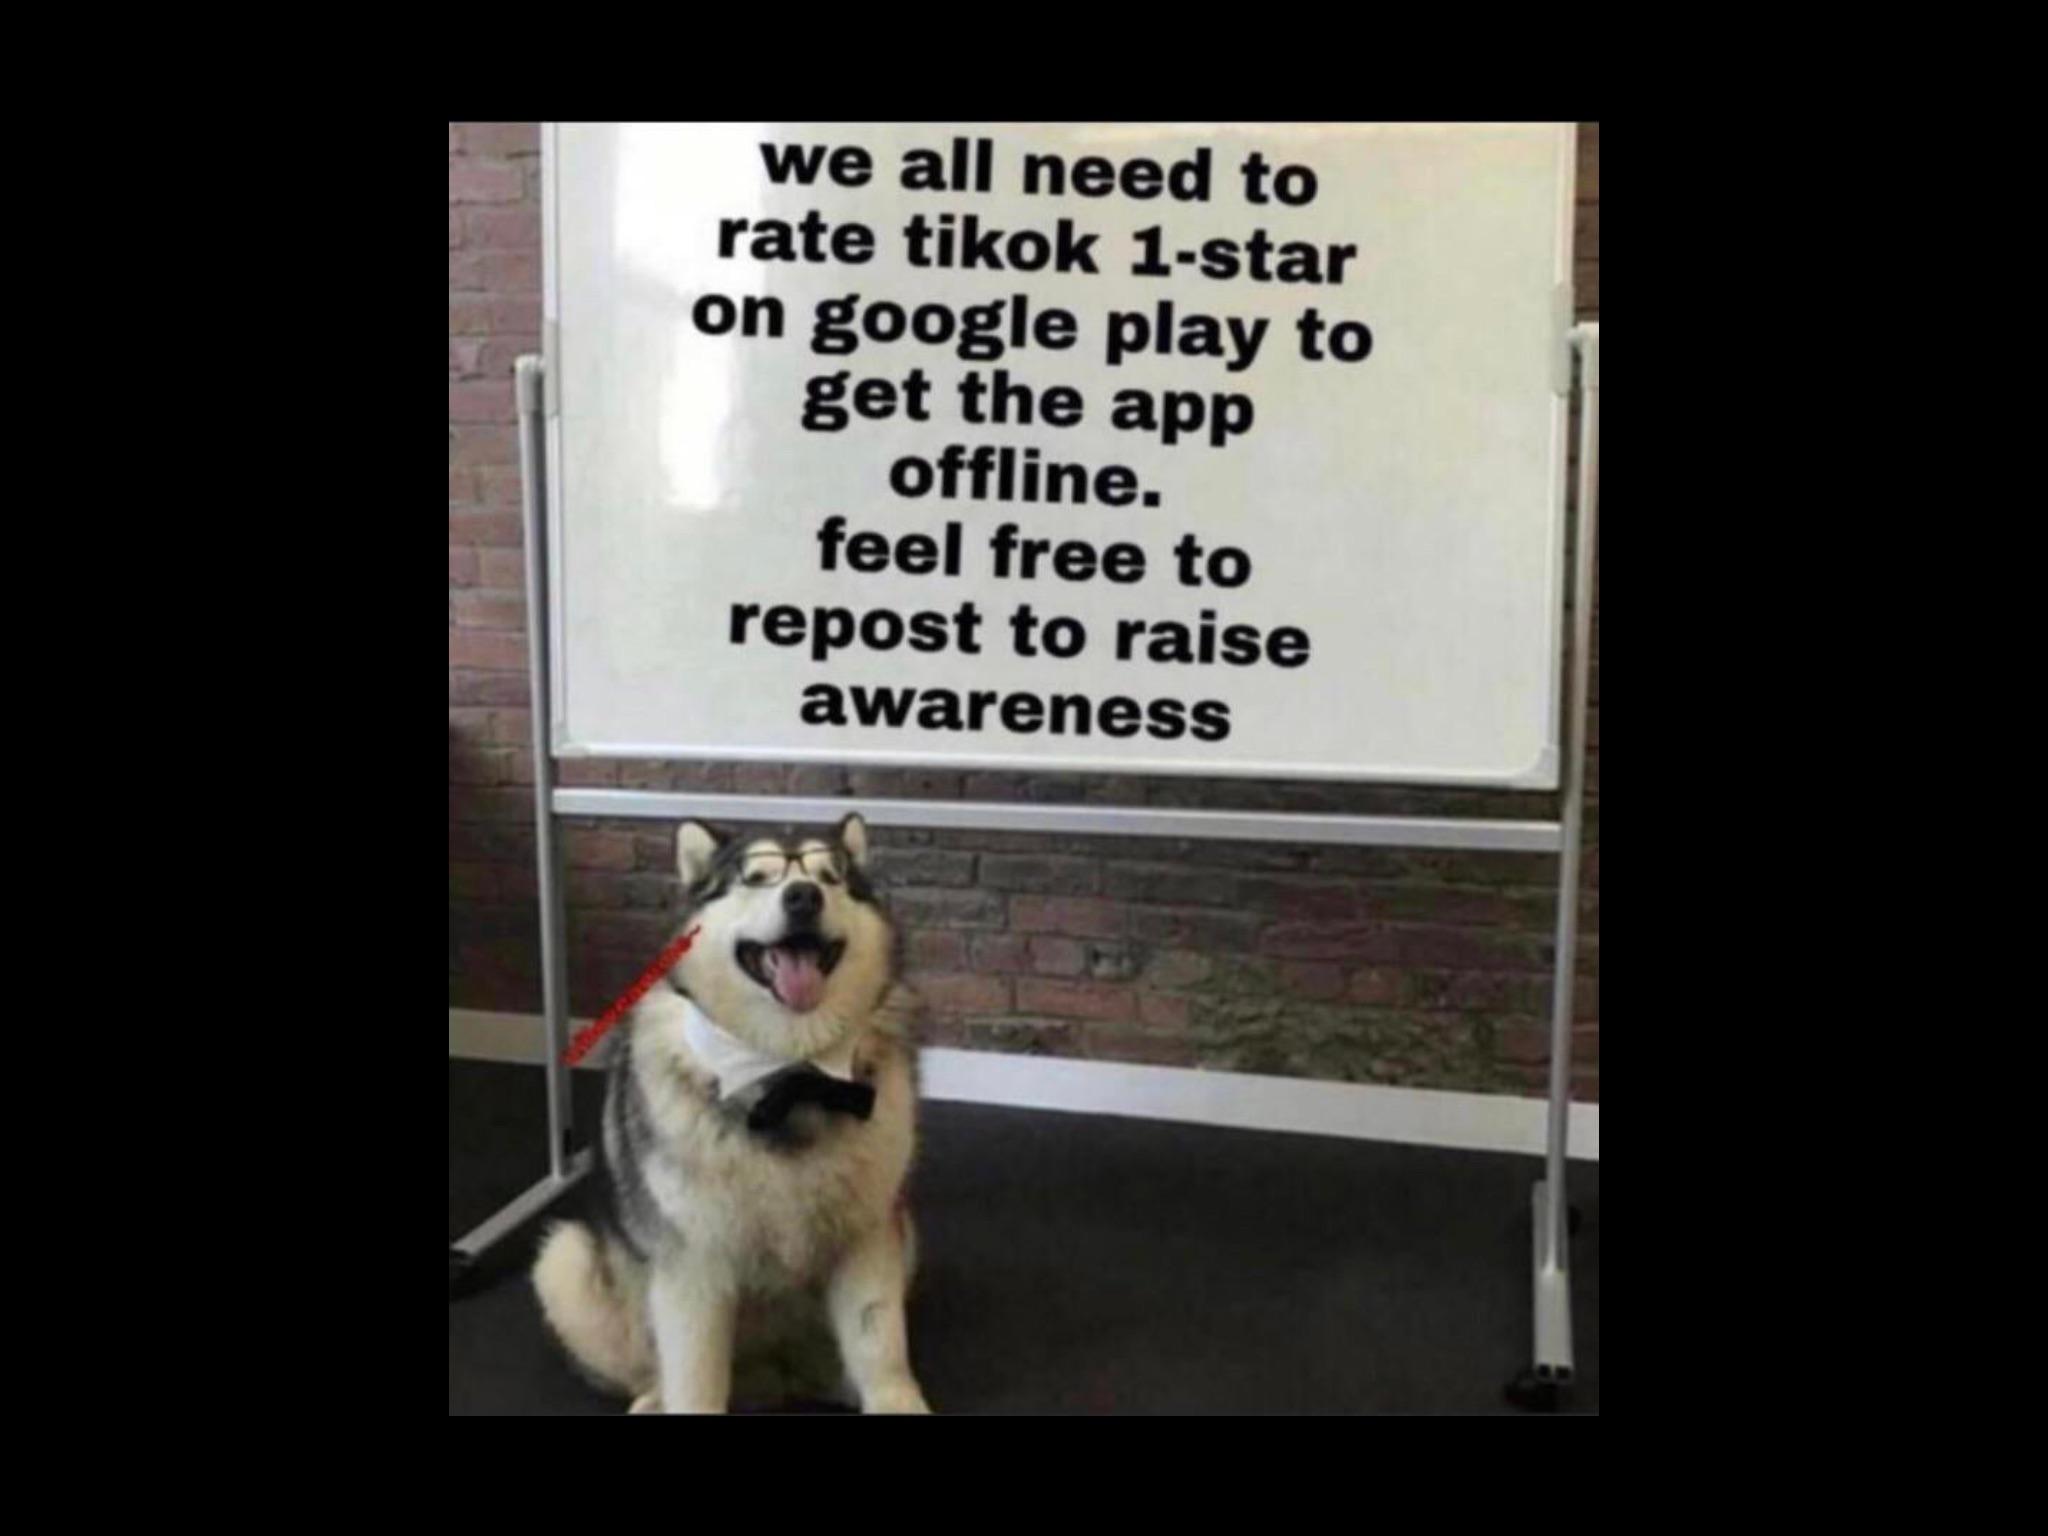 we all need to
rate tikok 1-star
on google play to
get the app
offline.
feel free to
repost to raise
awareness